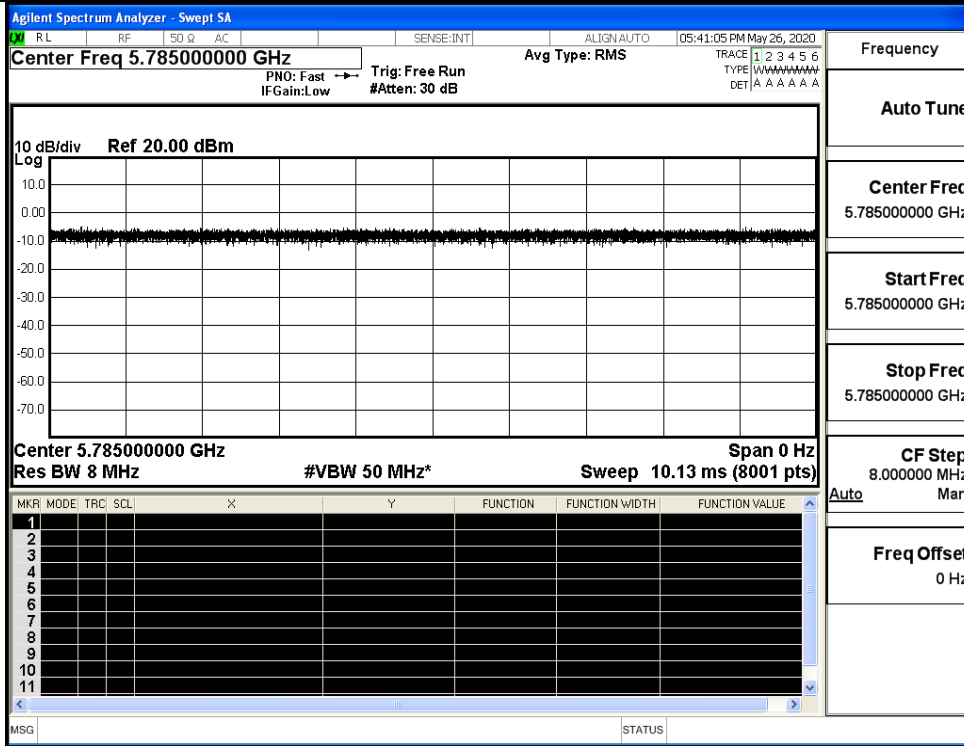 Agilent Spectrum Analyzer - Swept SA
LXI RL RF 50 Ω AC SENSE:INT ALIGN AUTO 05:41:05 PM May 26, 2020
Center Freq 5.785000000 GHz
PNO: Fast
IFGain:Low
Trig: Free Run
#Atten: 30 dB
Avg Type: RMS
TRACE 1 2 3 4 5 6
TYPE WWWWWW
DET A A A A A A
10 dB/div Ref 20.00 dBm
Log
10.0
0.00
-10.0
-20.0
-30.0
-40.0
-50.0
-60.0
-70.0
Center 5.785000000 GHz Span 0 Hz
Res BW 8 MHz #VBW 50 MHz* Sweep 10.13 ms (8001 pts)
MKR MODE TRC SCL X Y FUNCTION FUNCTION WIDTH FUNCTION VALUE
1
2
3
4
5
6
7
8
9
10
11
MSG STATUS
Frequency
Auto Tune
Center Freq
5.785000000 GHz
Start Freq
5.785000000 GHz
Stop Freq
5.785000000 GHz
CF Step
8.000000 MHz
Auto Man
Freq Offset
0 Hz